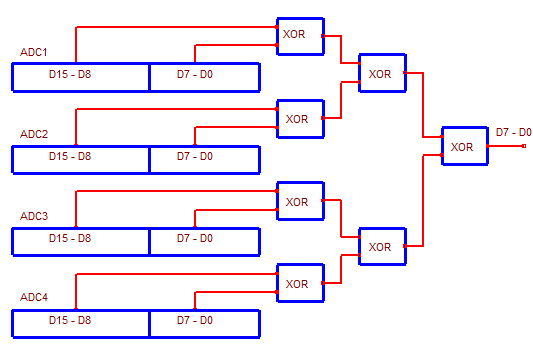 XOR
ADC1
D15 - D8 D7 - D0
XOR
XOR
ADC2
D15 - D8 D7 - D0
XOR D7 - D0
XOR
ADC3
D15 - D8 D7 - D0
XOR
XOR
ADC4
D15 - D8 D7 - D0